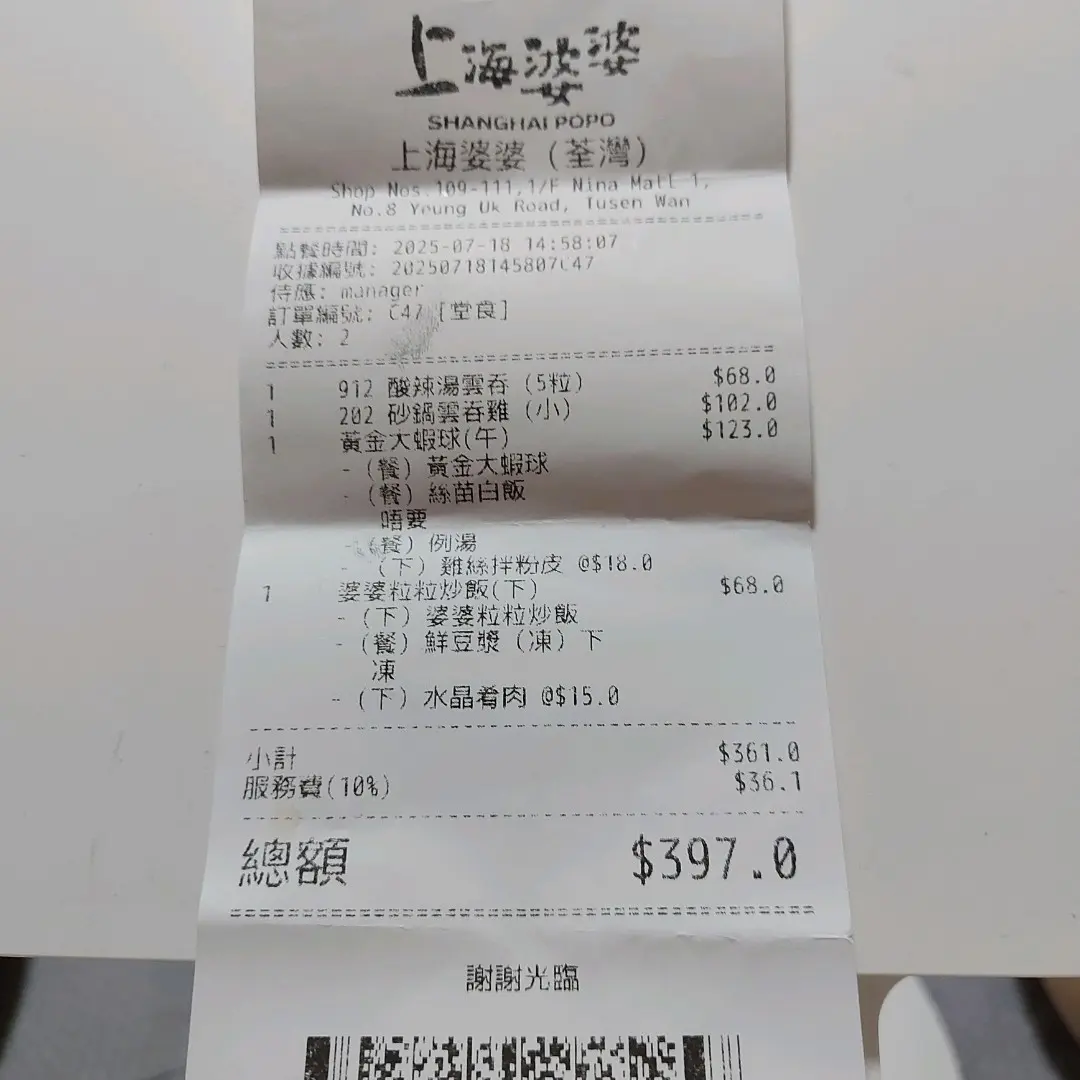 上海婆婆
SHANGHAI POPO
上海婆婆 (荃灣)
Shop Nos.109-111,1/F Nina Mall 1,
No.8 Yeung Uk Road, Tusen Wan
點餐時間: 2025-07-18 14:58:07
收據編號: 20250718145807C47
侍應: manager
訂單編號: C47 [堂食]
人數: 2
1 912 酸辣湯雲吞 (5粒) $68.0
1 202 砂鍋雲吞雞 (小) $102.0
1 黃金大蝦球(午) $123.0
- (餐) 黃金大蝦球
- (餐) 絲苗白飯
唔要
- (餐) 例湯
- (下) 雞絲拌粉皮 @$18.0
1 婆婆粒粒炒飯(下) $68.0
- (下) 婆婆粒粒炒飯
- (餐) 鮮豆漿 (凍) 下
凍
- (下) 水晶肴肉 @$15.0
小計 $361.0
服務費(10%) $36.1
總額 $397.0
謝謝光臨